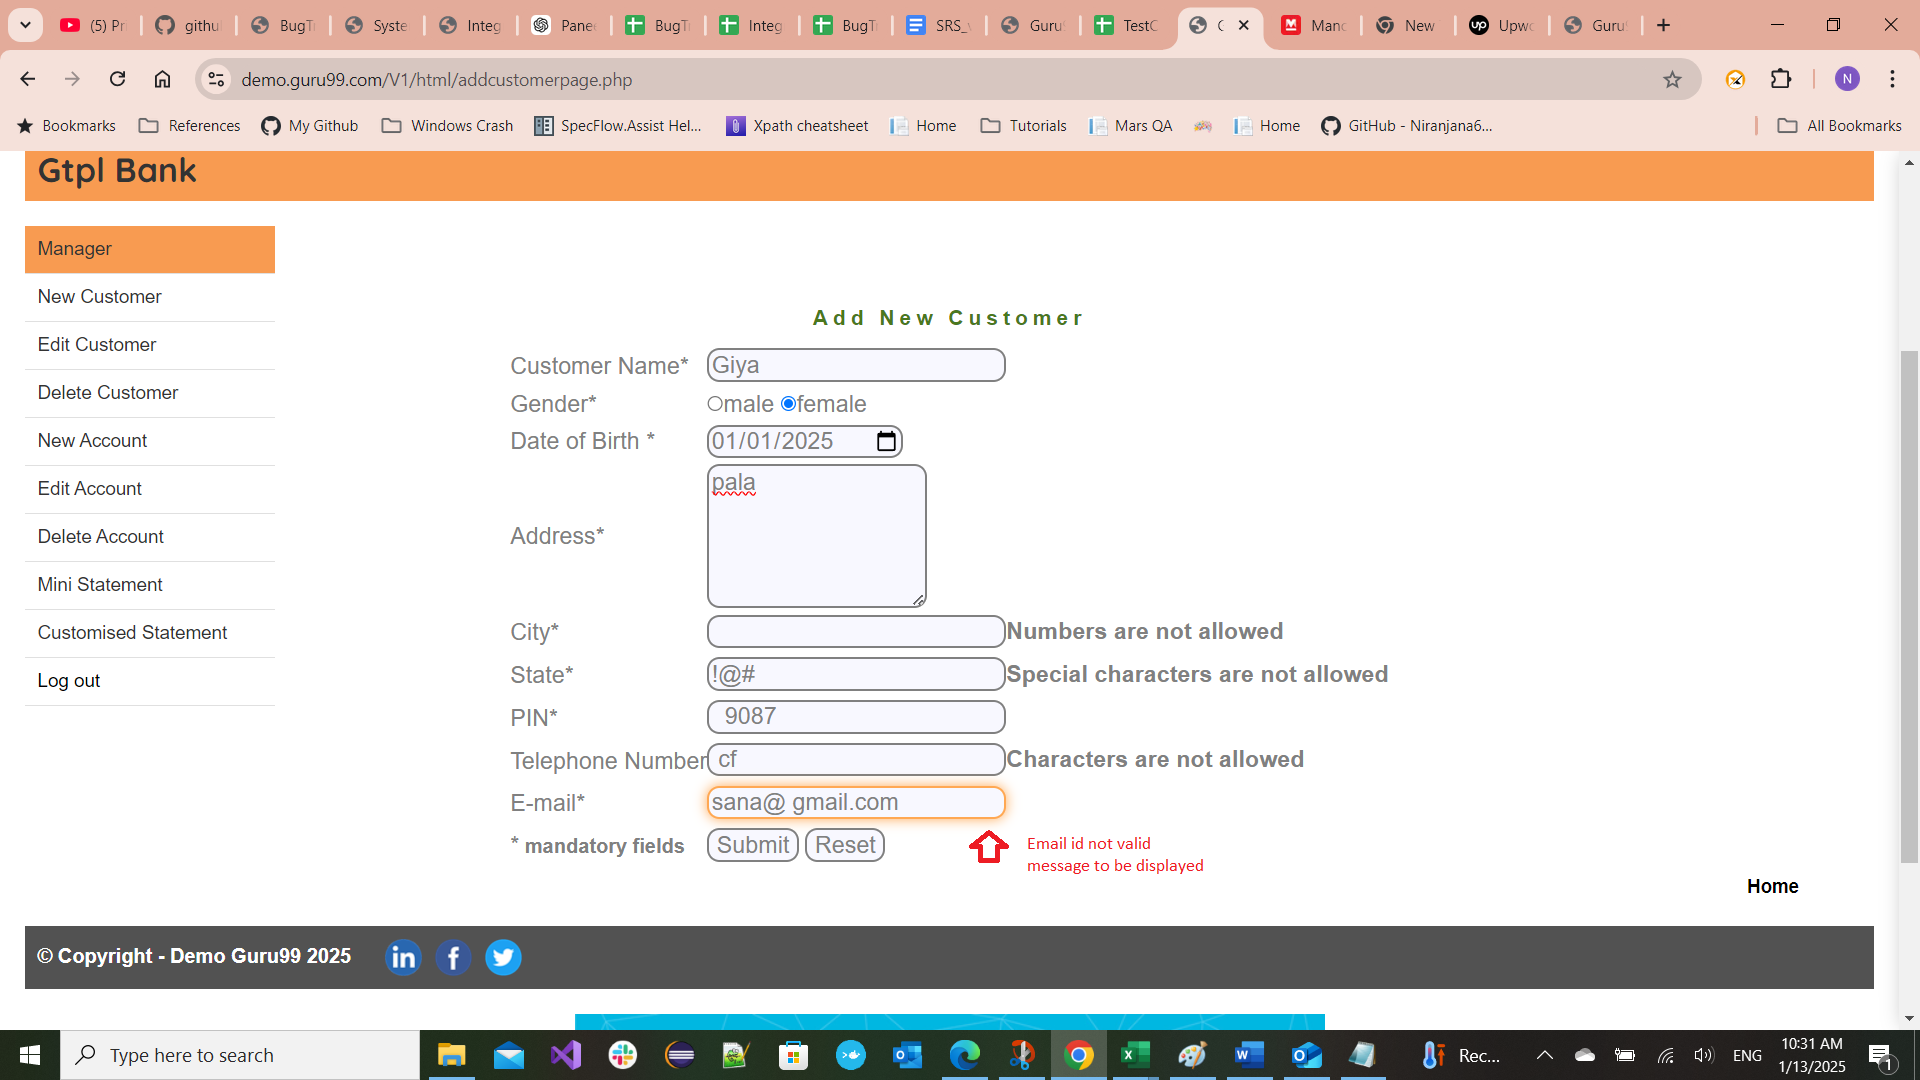 (5) Pr
githu
BugTr
Syste
Integ
Pane
BugTr
Integ
BugTr
SRS_v
Guru
TestC
Manc
New
Upwo
Guru
demo.guru99.com/V1/html/addcustomerpage.php
N
Bookmarks
References
My Github
Windows Crash
SpecFlow.Assist Hel...
Xpath cheatsheet
Home
Tutorials
Mars QA
Home
GitHub - Niranjana6...
All Bookmarks
Gtpl Bank
Manager
New Customer
Edit Customer
Delete Customer
New Account
Edit Account
Delete Account
Mini Statement
Customised Statement
Log out
Add New Customer
Customer Name* Giya
Gender* male female
Date of Birth * 01/01/2025
Address* pala
City* Numbers are not allowed
State* !@# Special characters are not allowed
PIN* 9087
Telephone Number cf Characters are not allowed
E-mail* sana@ gmail.com
* mandatory fields Submit Reset
Email id not valid
message to be displayed
Home
© Copyright - Demo Guru99 2025
Type here to search
Rec...
ENG
10:31 AM
1/13/2025
1